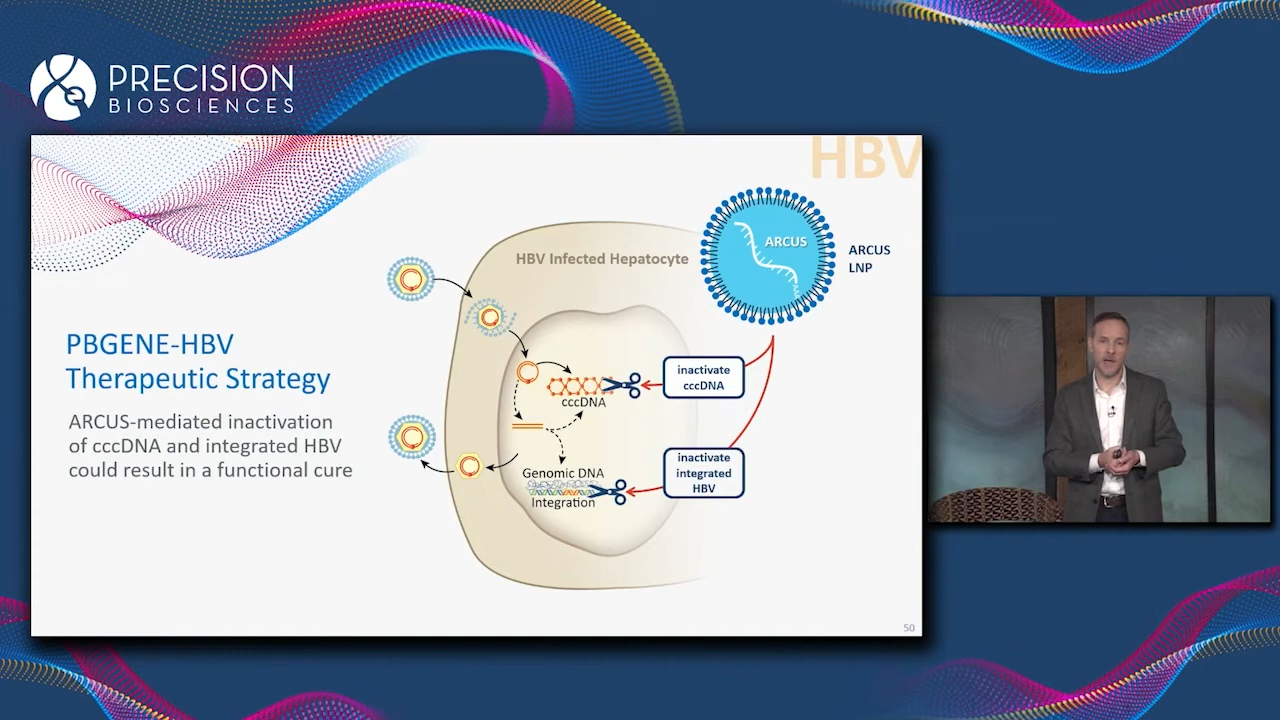 PRECISION
BIOSCIENCES
HBV
HBV Infected Hepatocyte
ARCUS
ARCUS
LNP
PBGENE-HBV
Therapeutic Strategy
ARCUS-mediated inactivation
of cccDNA and integrated HBV
could result in a functional cure
inactivate
cccDNA
cccDNA
inactivate
integrated
HBV
Genomic DNA
Integration
50